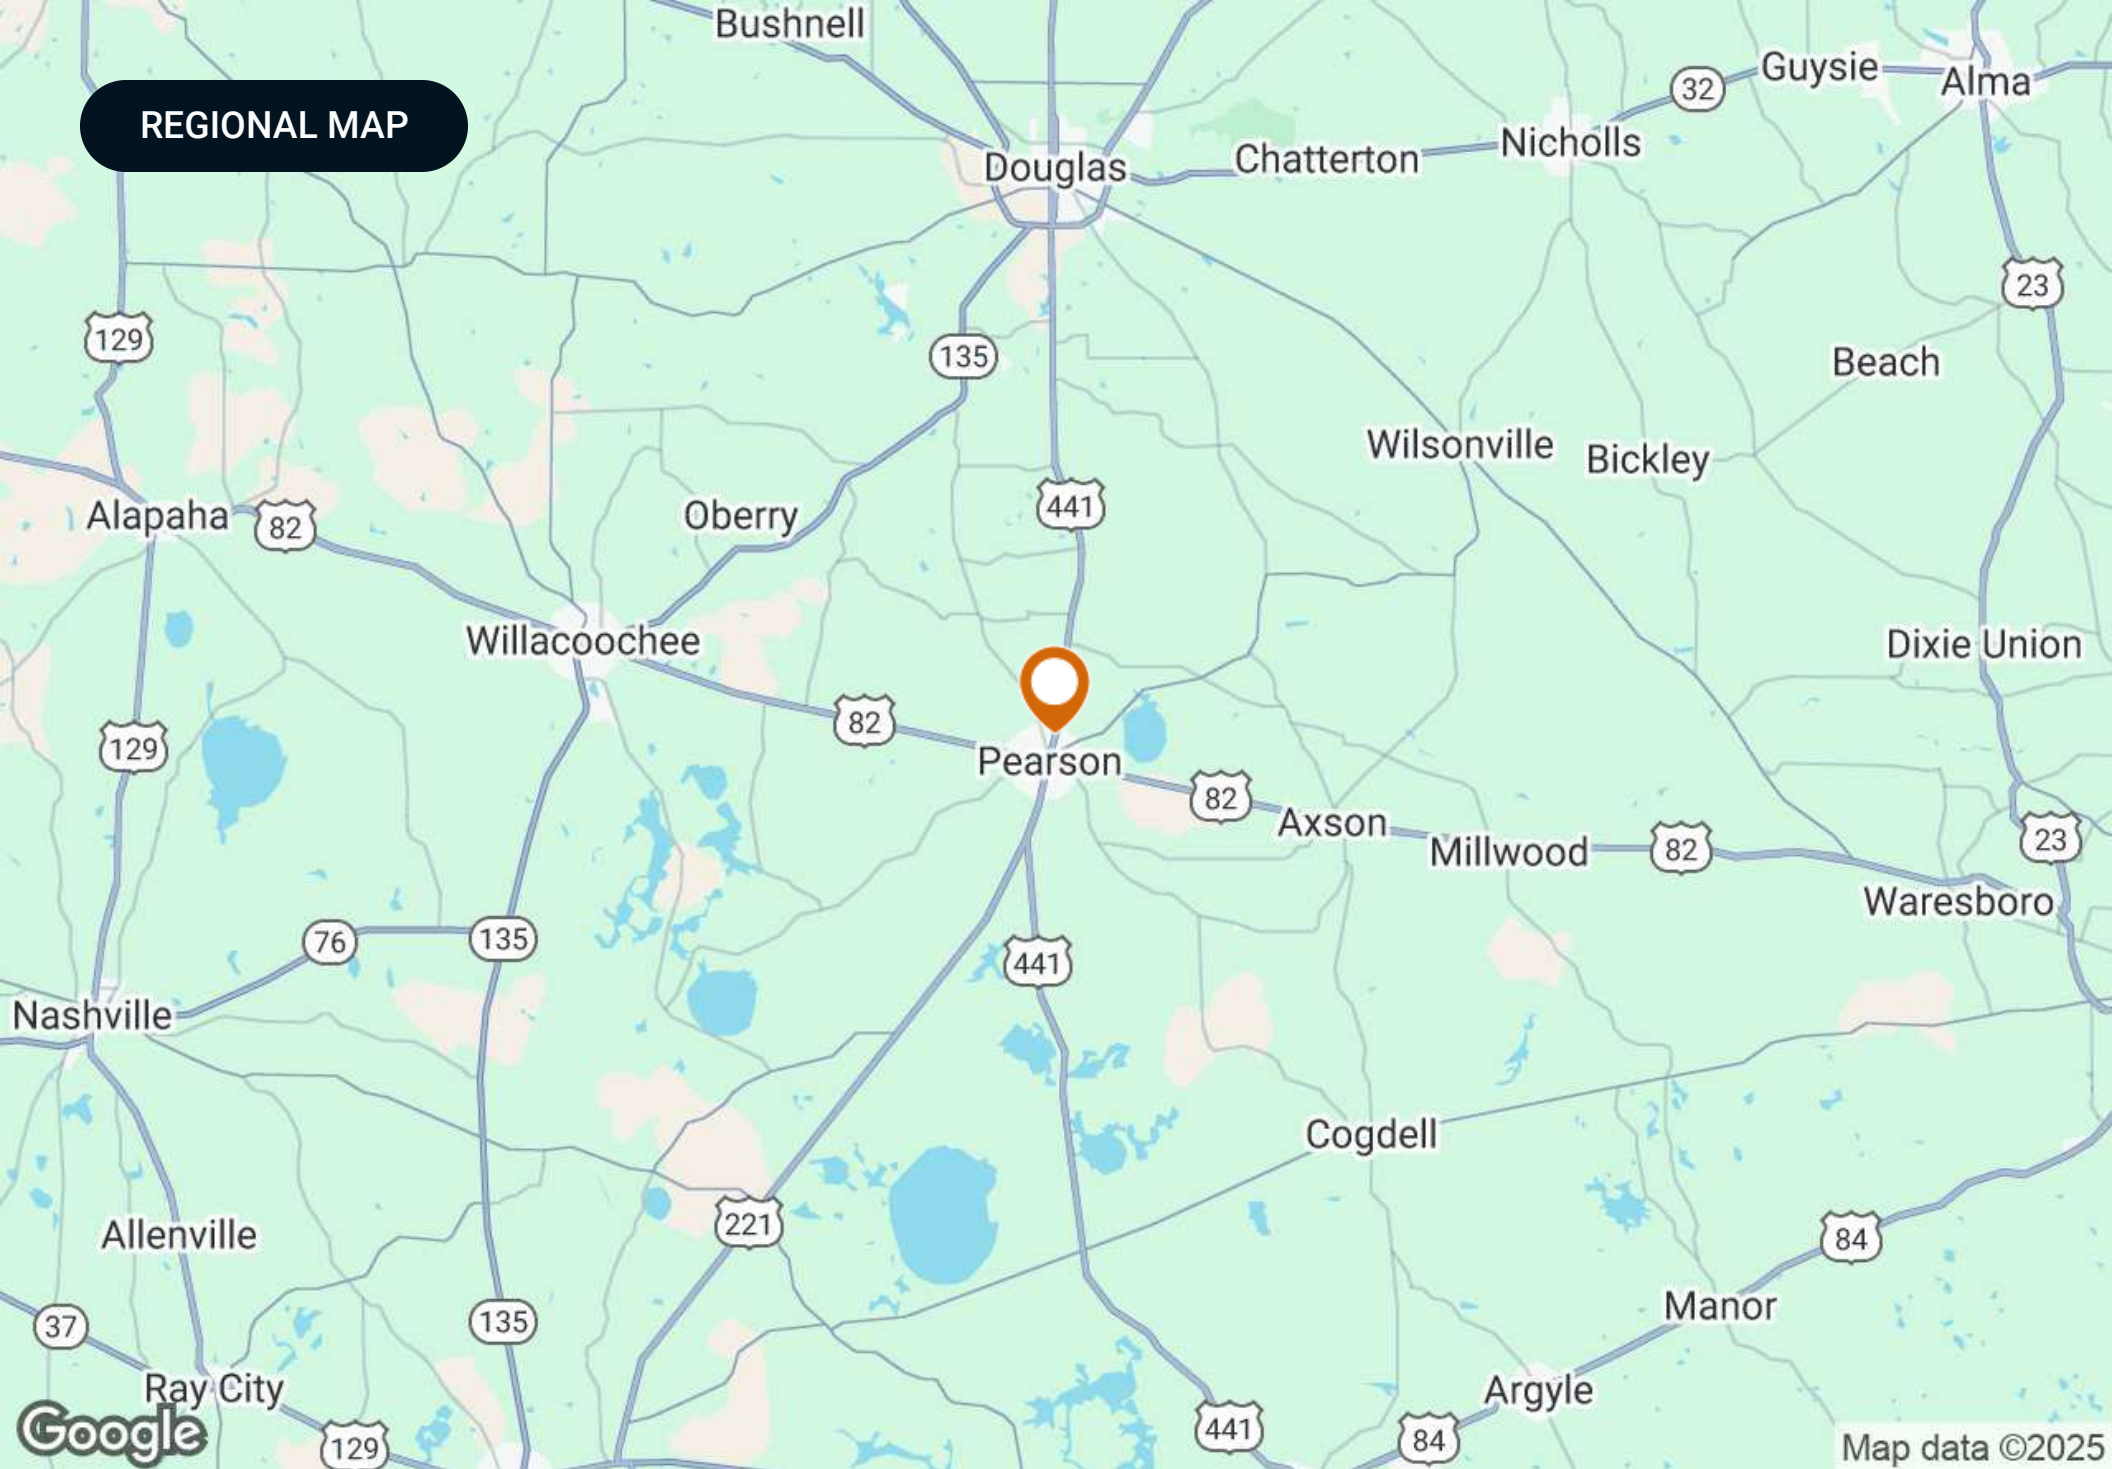 Bushnell
Guysie
Alma
32
REGIONAL MAP
Nicholls
Chatterton
Douglas
23
129
135
Beach
Wilsonville
Bickley
441
Alapaha
82
Oberry
Willacoochee
Dixie Union
82
129
Pearson
82
Axson
Millwood
82
23
Waresboro
76
135
441
Nashville
Cogdell
221
Allenville
84
Manor
37
135
Ray City
Argyle
Google
129
441
84
Map data ©2025